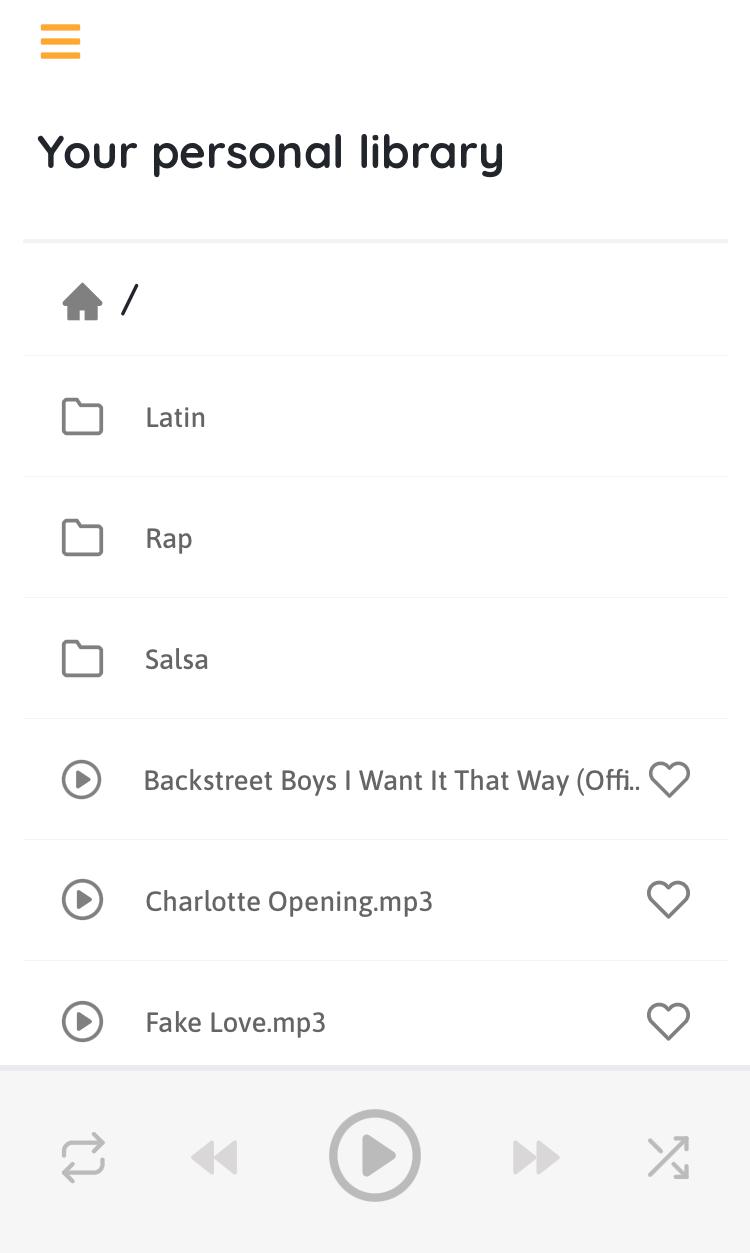 Your personal library
/
Latin
Rap
Salsa
Backstreet Boys I Want It That Way (Offi..
Charlotte Opening.mp3
Fake Love.mp3